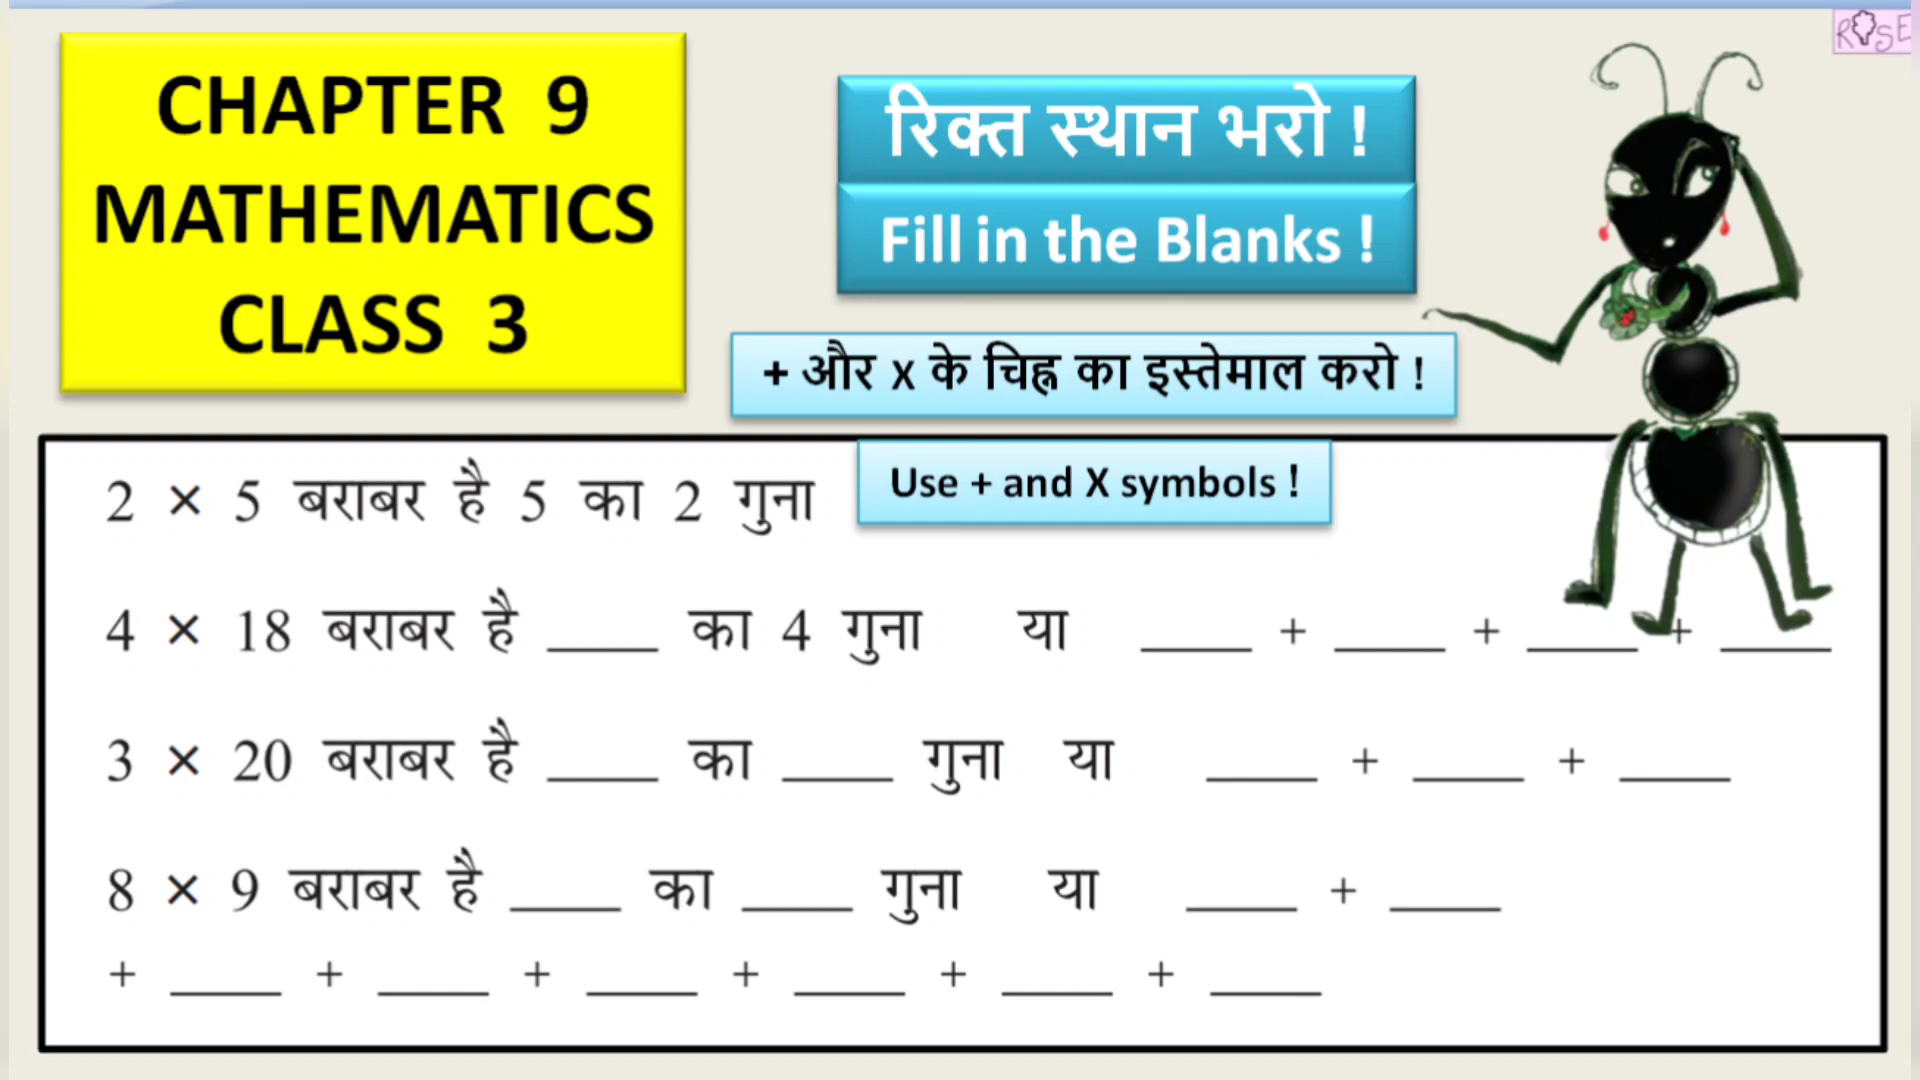 CHAPTER 9
MATHEMATICS
CLASS 3
रिक्त स्थान भरो !
Fill in the Blanks !
+ और X के चिह्न का इस्तेमाल करो !
Use + and X symbols !
ROSE
2 × 5 बराबर है 5 का 2 गुना
4 × 18 बराबर है ____ का 4 गुना या ____ + ____ + ____ + ____
3 × 20 बराबर है ____ का ____ गुना या ____ + ____ + ____
8 × 9 बराबर है ____ का ____ गुना या ____ + ____
+ ____ + ____ + ____ + ____ + ____ + ____